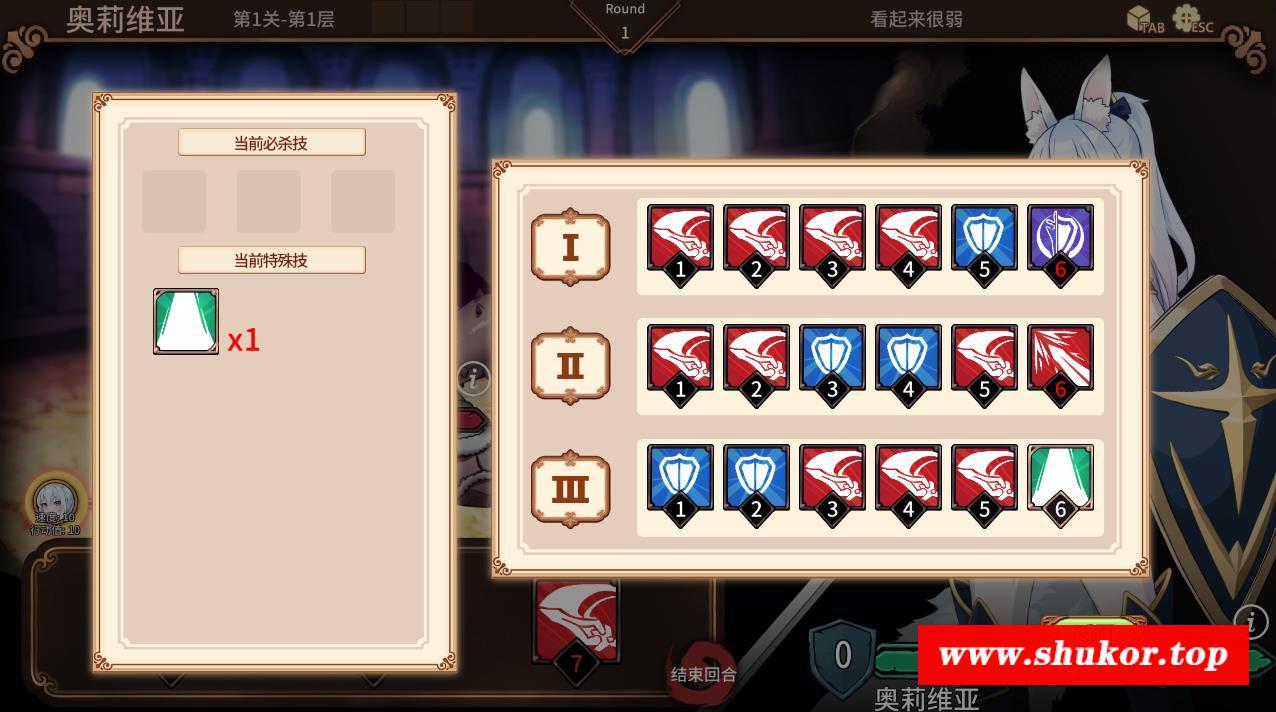 奥莉维亚
第1关-第1层
Round
1
看起来很弱
TAB
ESC
当前必杀技
当前特殊技
x1
I
1 2 3 4 5 6
II
1 2 3 4 5 6
III
1 2 3 4 5 6
速度: 10
行动值: 10
7
结束回合
0
www.shukor.top
奥莉维亚